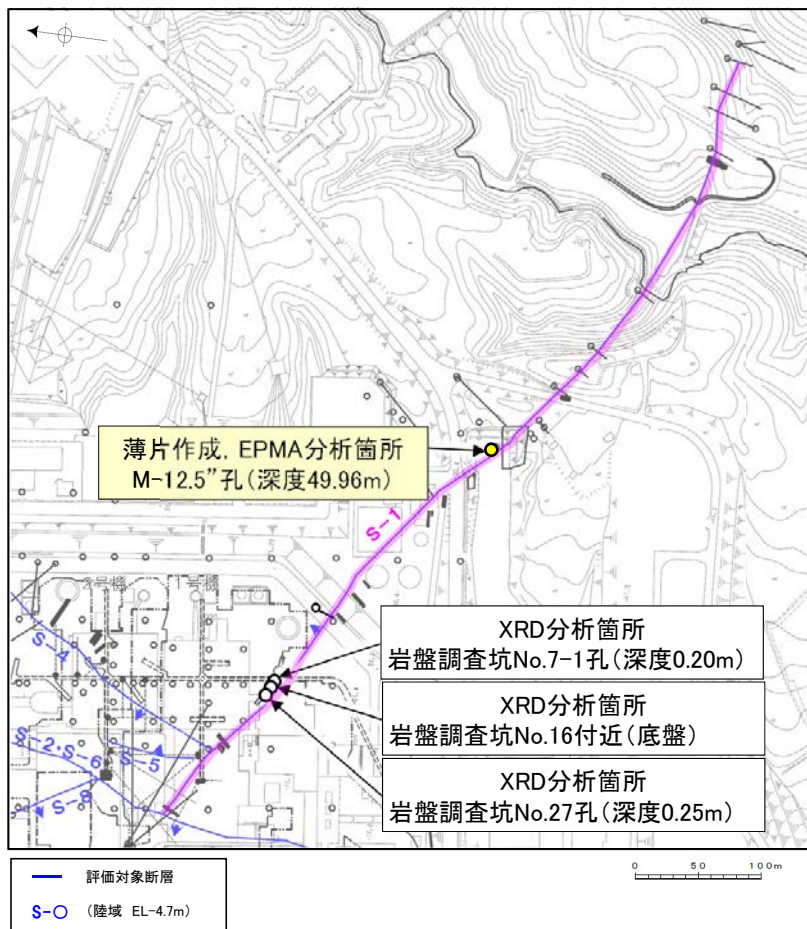 薄片作成, EPMA分析箇所
M-12.5”孔(深度49.96m)
S-1
XRD分析箇所
岩盤調査坑No.7-1孔(深度0.20m)
XRD分析箇所
岩盤調査坑No.16付近(底盤)
XRD分析箇所
岩盤調査坑No.27孔(深度0.25m)
S-4
S-2・S-6
S-5
S-8
評価対象断層
S-○ (陸域 EL-4.7m)
0 50 100m